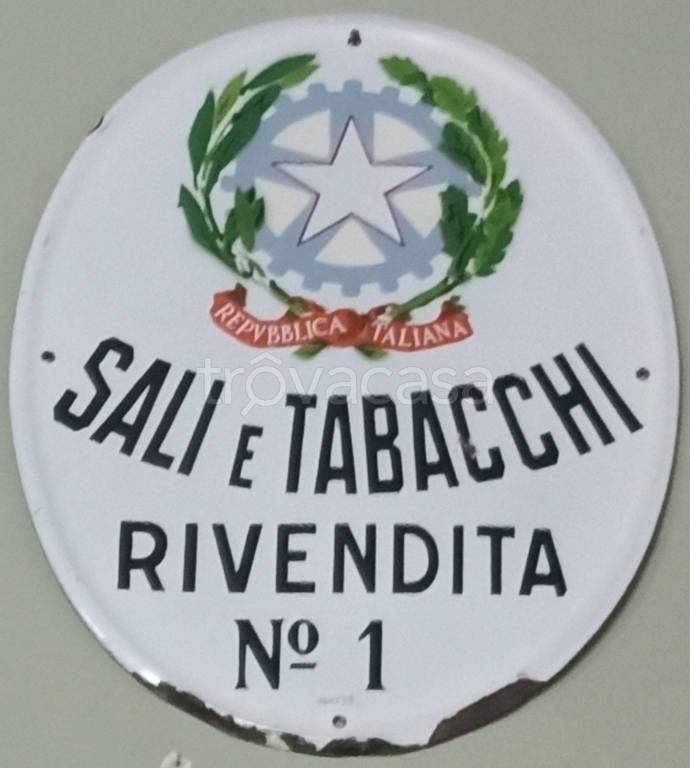 REPVBBLICA ITALIANA
trovacasa
SALI E TABACCHI
RIVENDITA
Nº 1